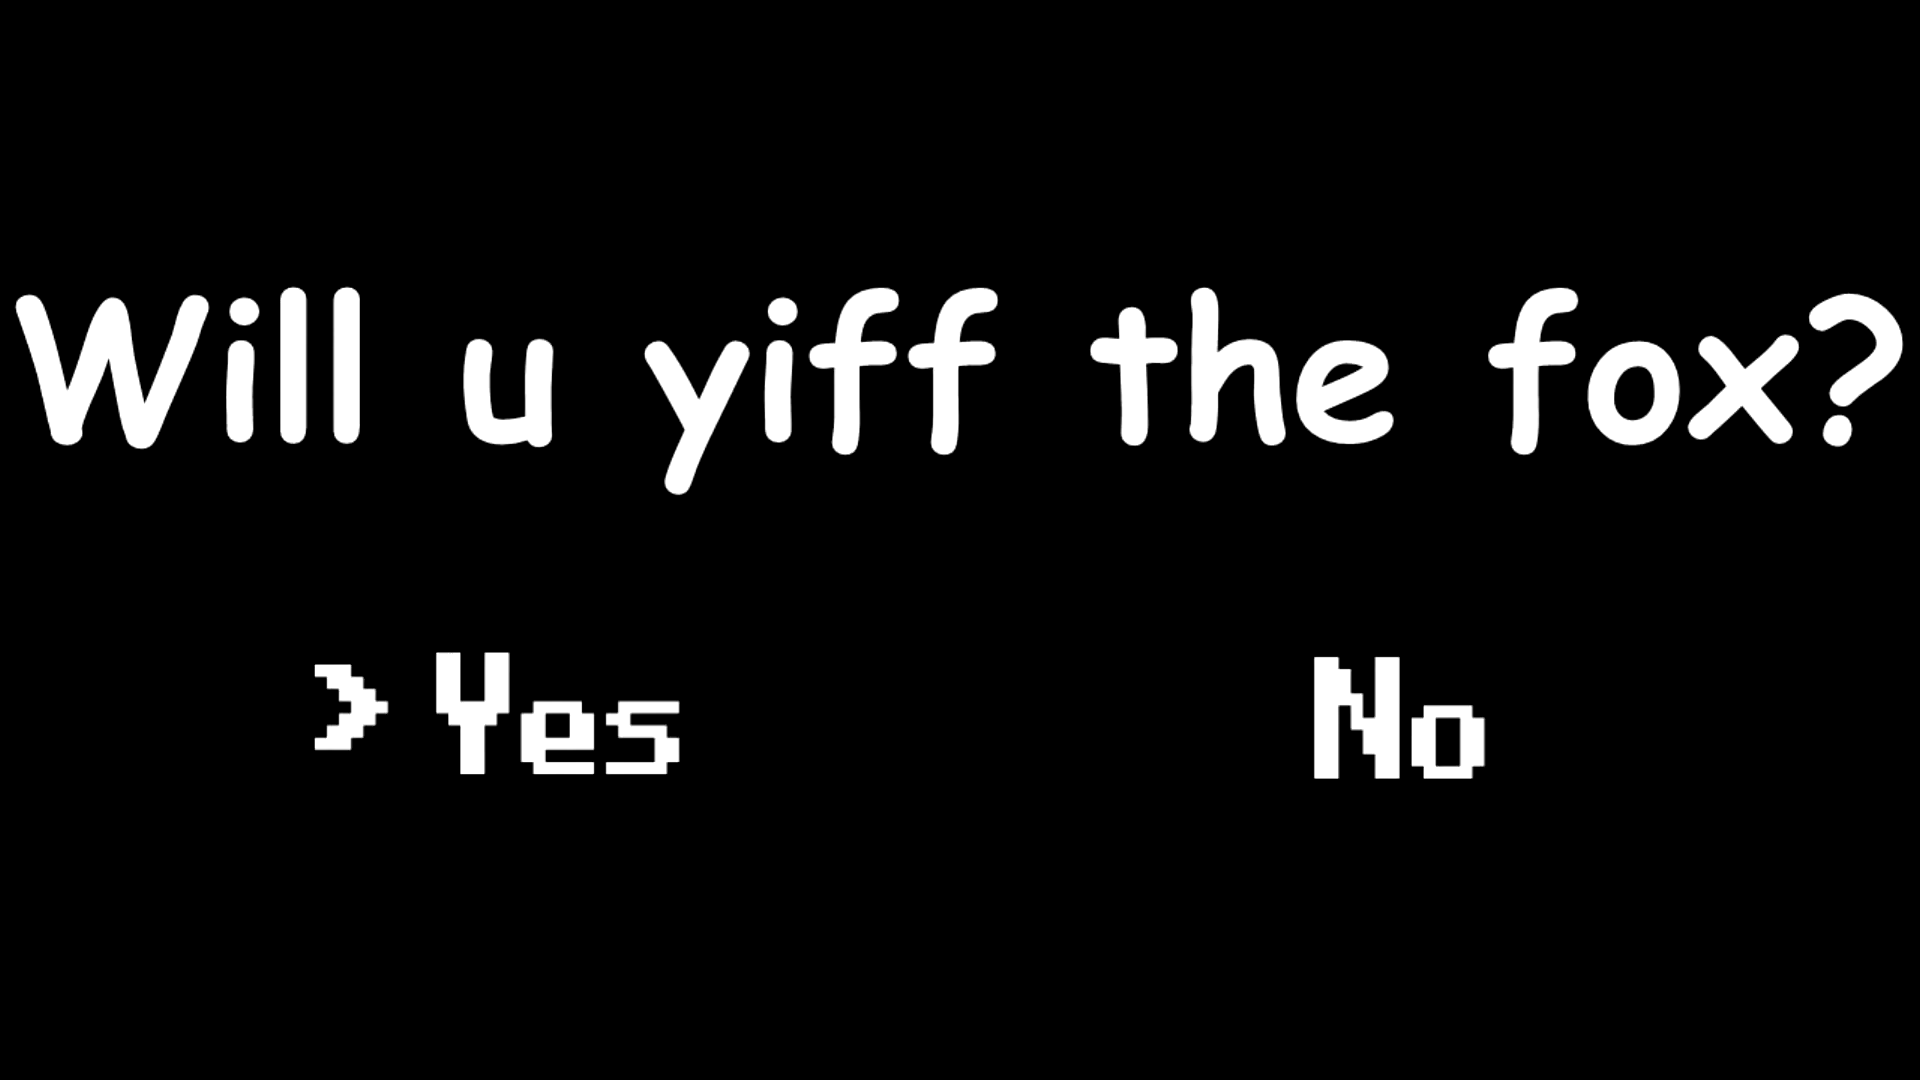 Will u yiff the fox?
> Yes No